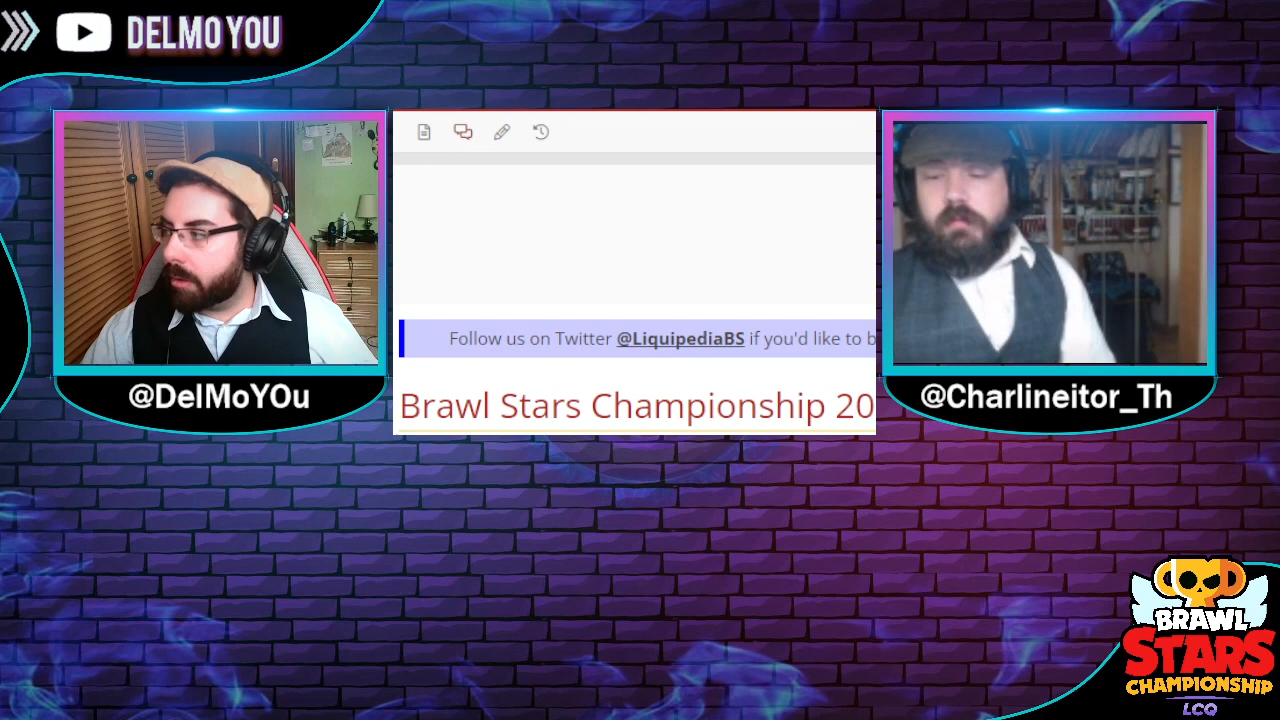 DELMO YOU
Follow us on Twitter @LiquipediaBS if you'd like to b
Brawl Stars Championship 20
@DelMoYOu
@Charlineitor_Th
BRAWL
STARS
CHAMPIONSHIP
LCQ